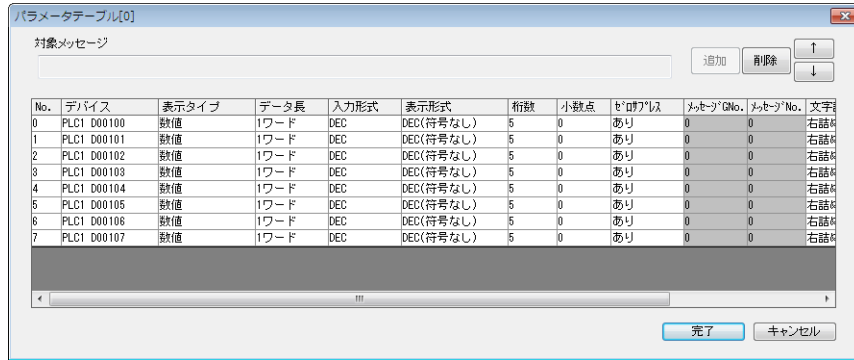 パラメータテーブル[0]
対象メッセージ
追加 削除 ↑
↓
No. デバイス 表示タイプ データ長 入力形式 表示形式 桁数 小数点 ゼロサプレス メッセージGNo. メッセージNo. 文字
0 PLC1 D00100 数値 1ワード DEC DEC(符号なし) 5 0 あり 0 0 右詰め
1 PLC1 D00101 数値 1ワード DEC DEC(符号なし) 5 0 あり 0 0 右詰め
2 PLC1 D00102 数値 1ワード DEC DEC(符号なし) 5 0 あり 0 0 右詰め
3 PLC1 D00103 数値 1ワード DEC DEC(符号なし) 5 0 あり 0 0 右詰め
4 PLC1 D00104 数値 1ワード DEC DEC(符号なし) 5 0 あり 0 0 右詰め
5 PLC1 D00105 数値 1ワード DEC DEC(符号なし) 5 0 あり 0 0 右詰め
6 PLC1 D00106 数値 1ワード DEC DEC(符号なし) 5 0 あり 0 0 右詰め
7 PLC1 D00107 数値 1ワード DEC DEC(符号なし) 5 0 あり 0 0 右詰め
完了 キャンセル